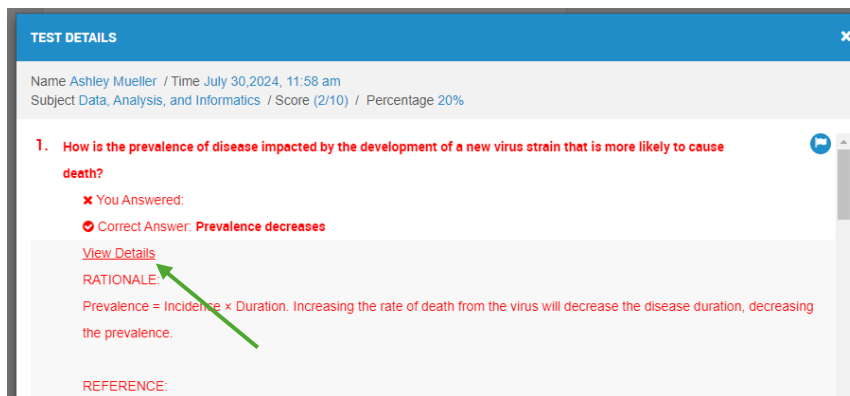 TEST DETAILS
Name Ashley Mueller / Time July 30,2024, 11:58 am
Subject Data, Analysis, and Informatics / Score (2/10) / Percentage 20%
1. How is the prevalence of disease impacted by the development of a new virus strain that is more likely to cause
death?
You Answered:
Correct Answer: Prevalence decreases
View Details
RATIONALE:
Prevalence = Incidence × Duration. Increasing the rate of death from the virus will decrease the disease duration, decreasing
the prevalence.
REFERENCE: